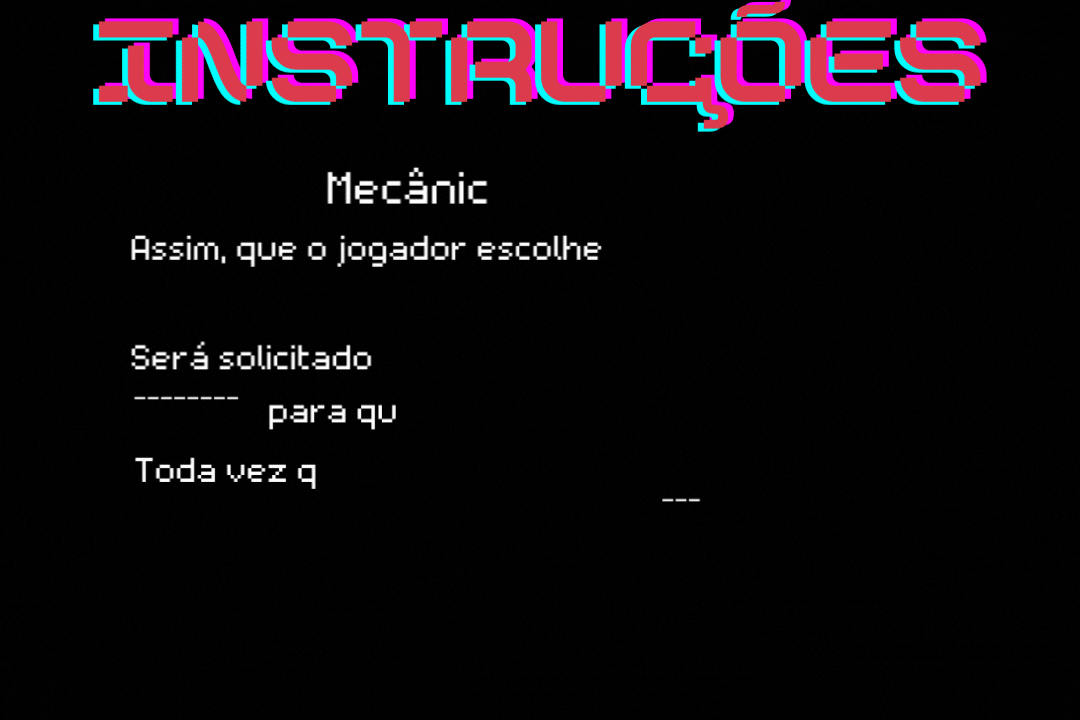 INSTRUÇÕES
Mecânic
Assim, que o jogador escolhe
Será solicitado
--------
para qu
Toda vez q
---